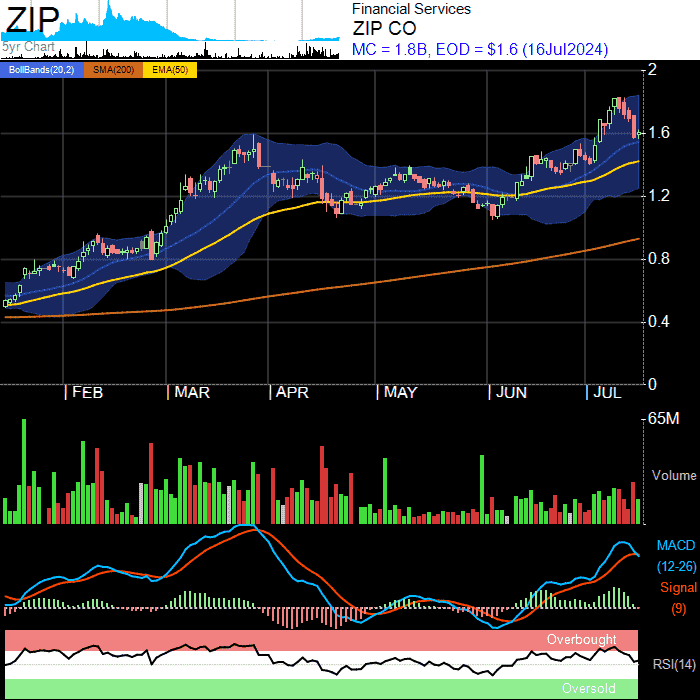 ZIP
5yr Chart
Financial Services
ZIP CO
MC = 1.8B, EOD = $1.6 (16Jul2024)
BollBands(20,2) SMA(200) EMA(50)
2
1.6
1.2
0.8
0.4
0
FEB MAR APR MAY JUN JUL
65M
Volume
MACD
(12-26)
Signal
(9)
Overbought
RSI(14)
Oversold